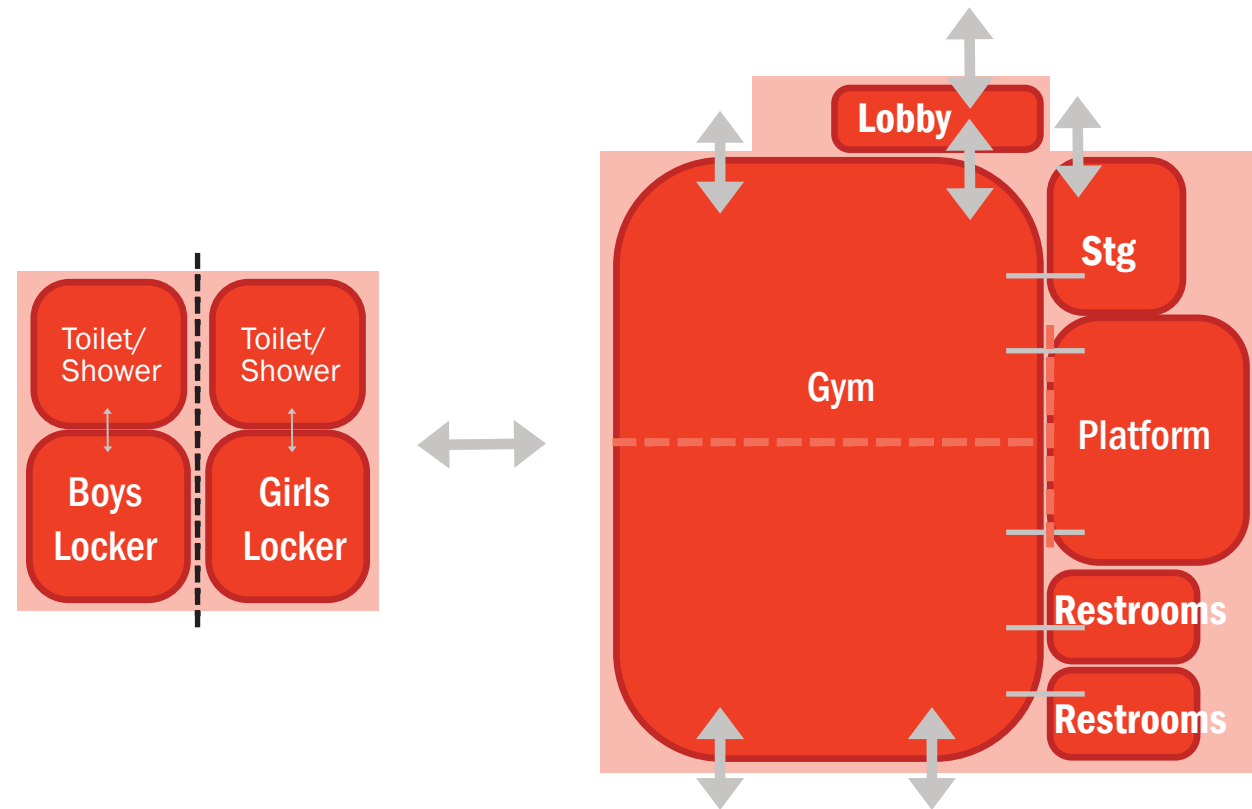 Toilet/
Shower
Toilet/
Shower
Boys
Locker
Girls
Locker
Lobby
Stg
Gym
Platform
Restrooms
Restrooms